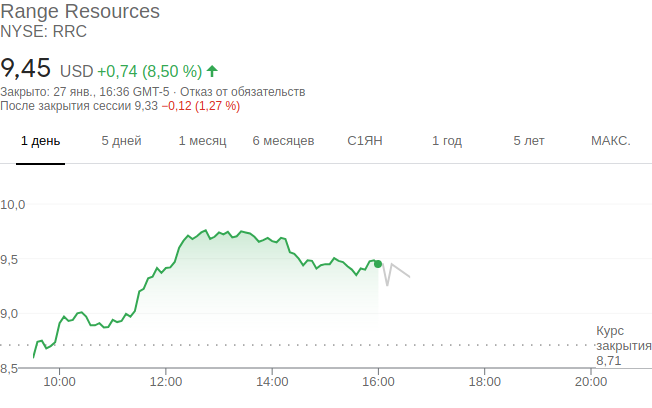 Range Resources
NYSE: RRC
9,45 USD +0,74 (8,50 %)
Закрыто: 27 янв., 16:36 GMT-5 · Отказ от обязательств
После закрытия сессии 9,33 −0,12 (1,27 %)
1 день 5 дней 1 месяц 6 месяцев С1ЯН 1 год 5 лет МАКС.
10,0
9,5
9,0
Курс
закрытия
8,71
8,5
10:00 12:00 14:00 16:00 18:00 20:00